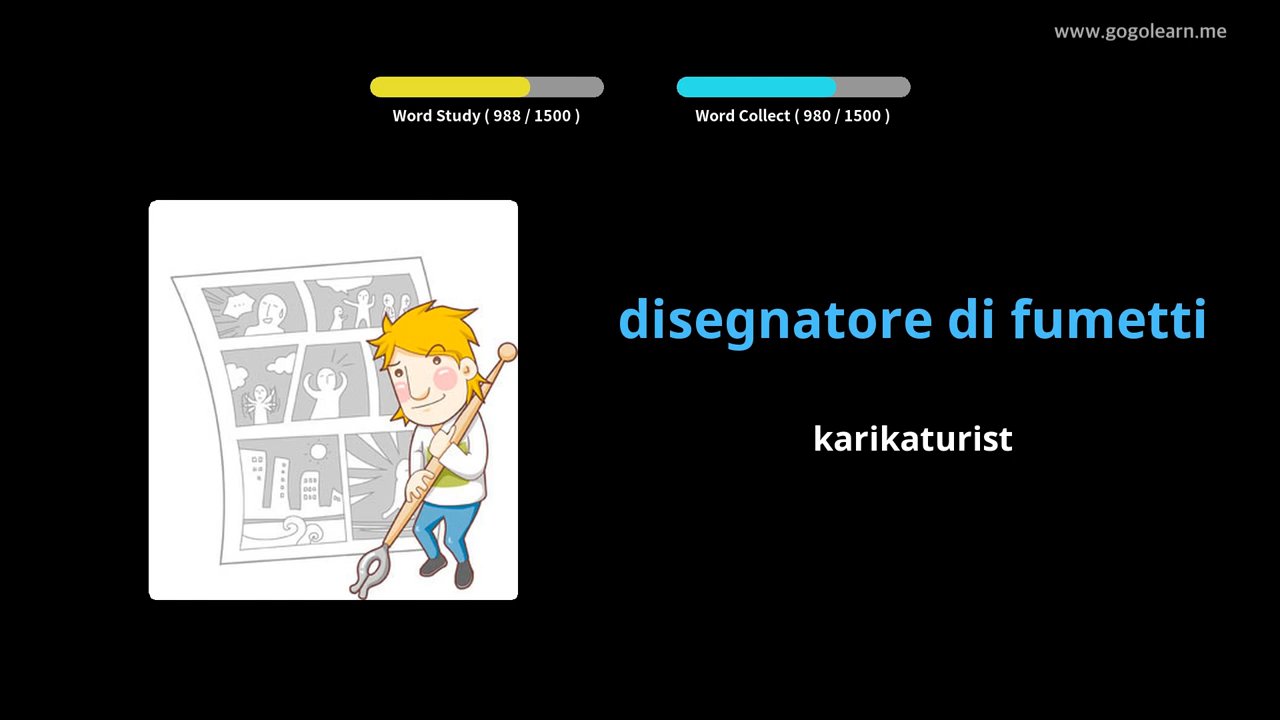 www.gogolearn.me
Word Study ( 988 / 1500 )
Word Collect ( 980 / 1500 )
disegnatore di fumetti
karikaturist